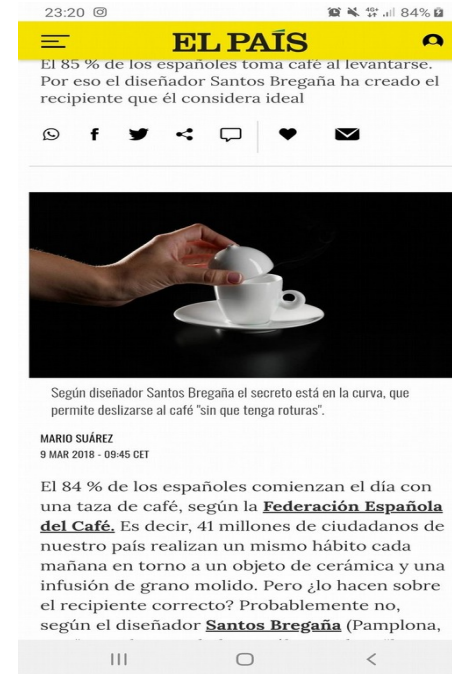 23:20 84%
EL PAÍS
El 85 % de los españoles toma café al levantarse.
Por eso el diseñador Santos Bregaña ha creado el
recipiente que él considera ideal
Según diseñador Santos Bregaña el secreto está en la curva, que
permite deslizarse al café "sin que tenga roturas".
MARIO SUÁREZ
9 MAR 2018 - 09:45 CET
El 84 % de los españoles comienzan el día con
una taza de café, según la Federación Española
del Café. Es decir, 41 millones de ciudadanos de
nuestro país realizan un mismo hábito cada
mañana en torno a un objeto de cerámica y una
infusión de grano molido. Pero ¿lo hacen sobre
el recipiente correcto? Probablemente no,
según el diseñador Santos Bregaña (Pamplona,